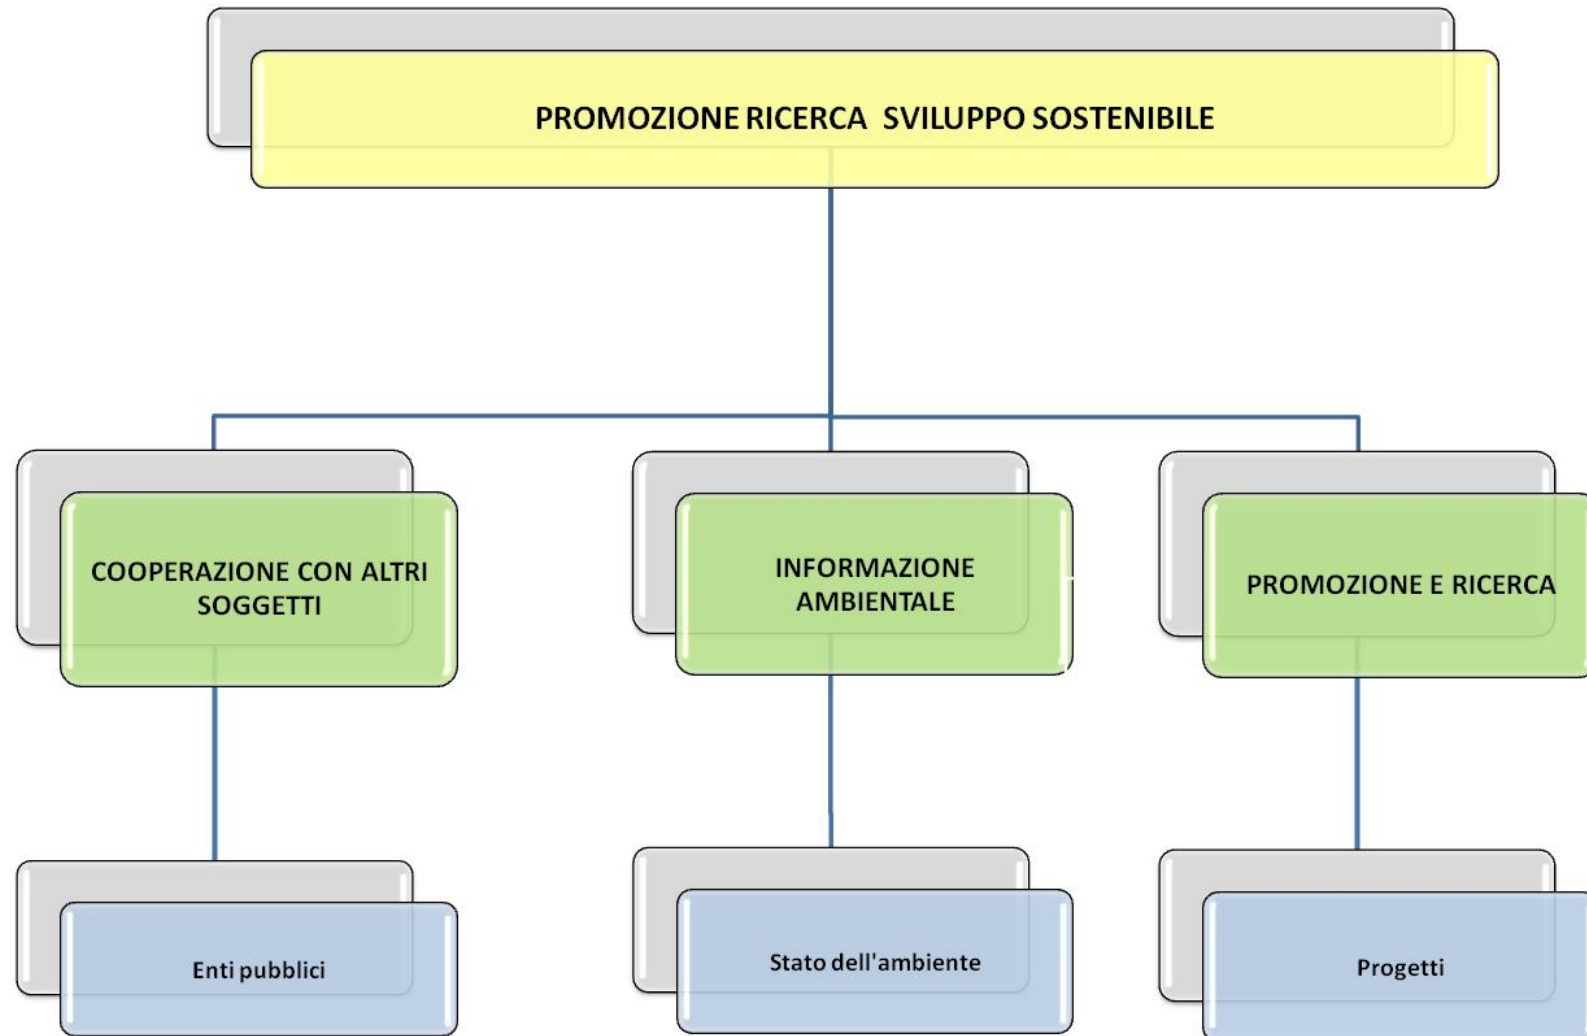 PROMOZIONE RICERCA SVILUPPO SOSTENIBILE
COOPERAZIONE CON ALTRI
SOGGETTI
INFORMAZIONE
AMBIENTALE
PROMOZIONE E RICERCA
Enti pubblici
Stato dell'ambiente
Progetti